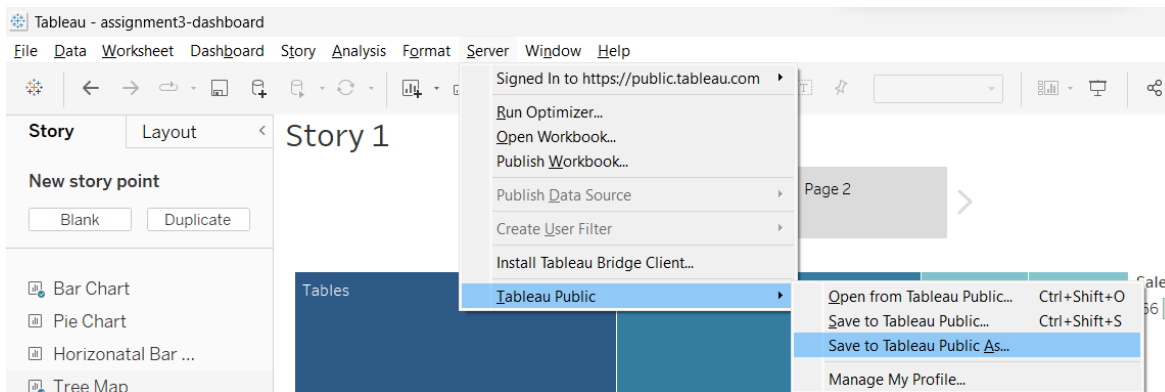 Tableau - assignment3-dashboard
File Data Worksheet Dashboard Story Analysis Format Server Window Help
Signed In to https://public.tableau.com
Run Optimizer...
Open Workbook...
Publish Workbook...
Publish Data Source
Create User Filter
Install Tableau Bridge Client...
Tableau Public
Open from Tableau Public... Ctrl+Shift+O
Save to Tableau Public... Ctrl+Shift+S
Save to Tableau Public As...
Manage My Profile...
Story Layout
New story point
Blank Duplicate
Bar Chart
Pie Chart
Horizonatal Bar ...
Tree Map
Story 1
Page 2
Tables